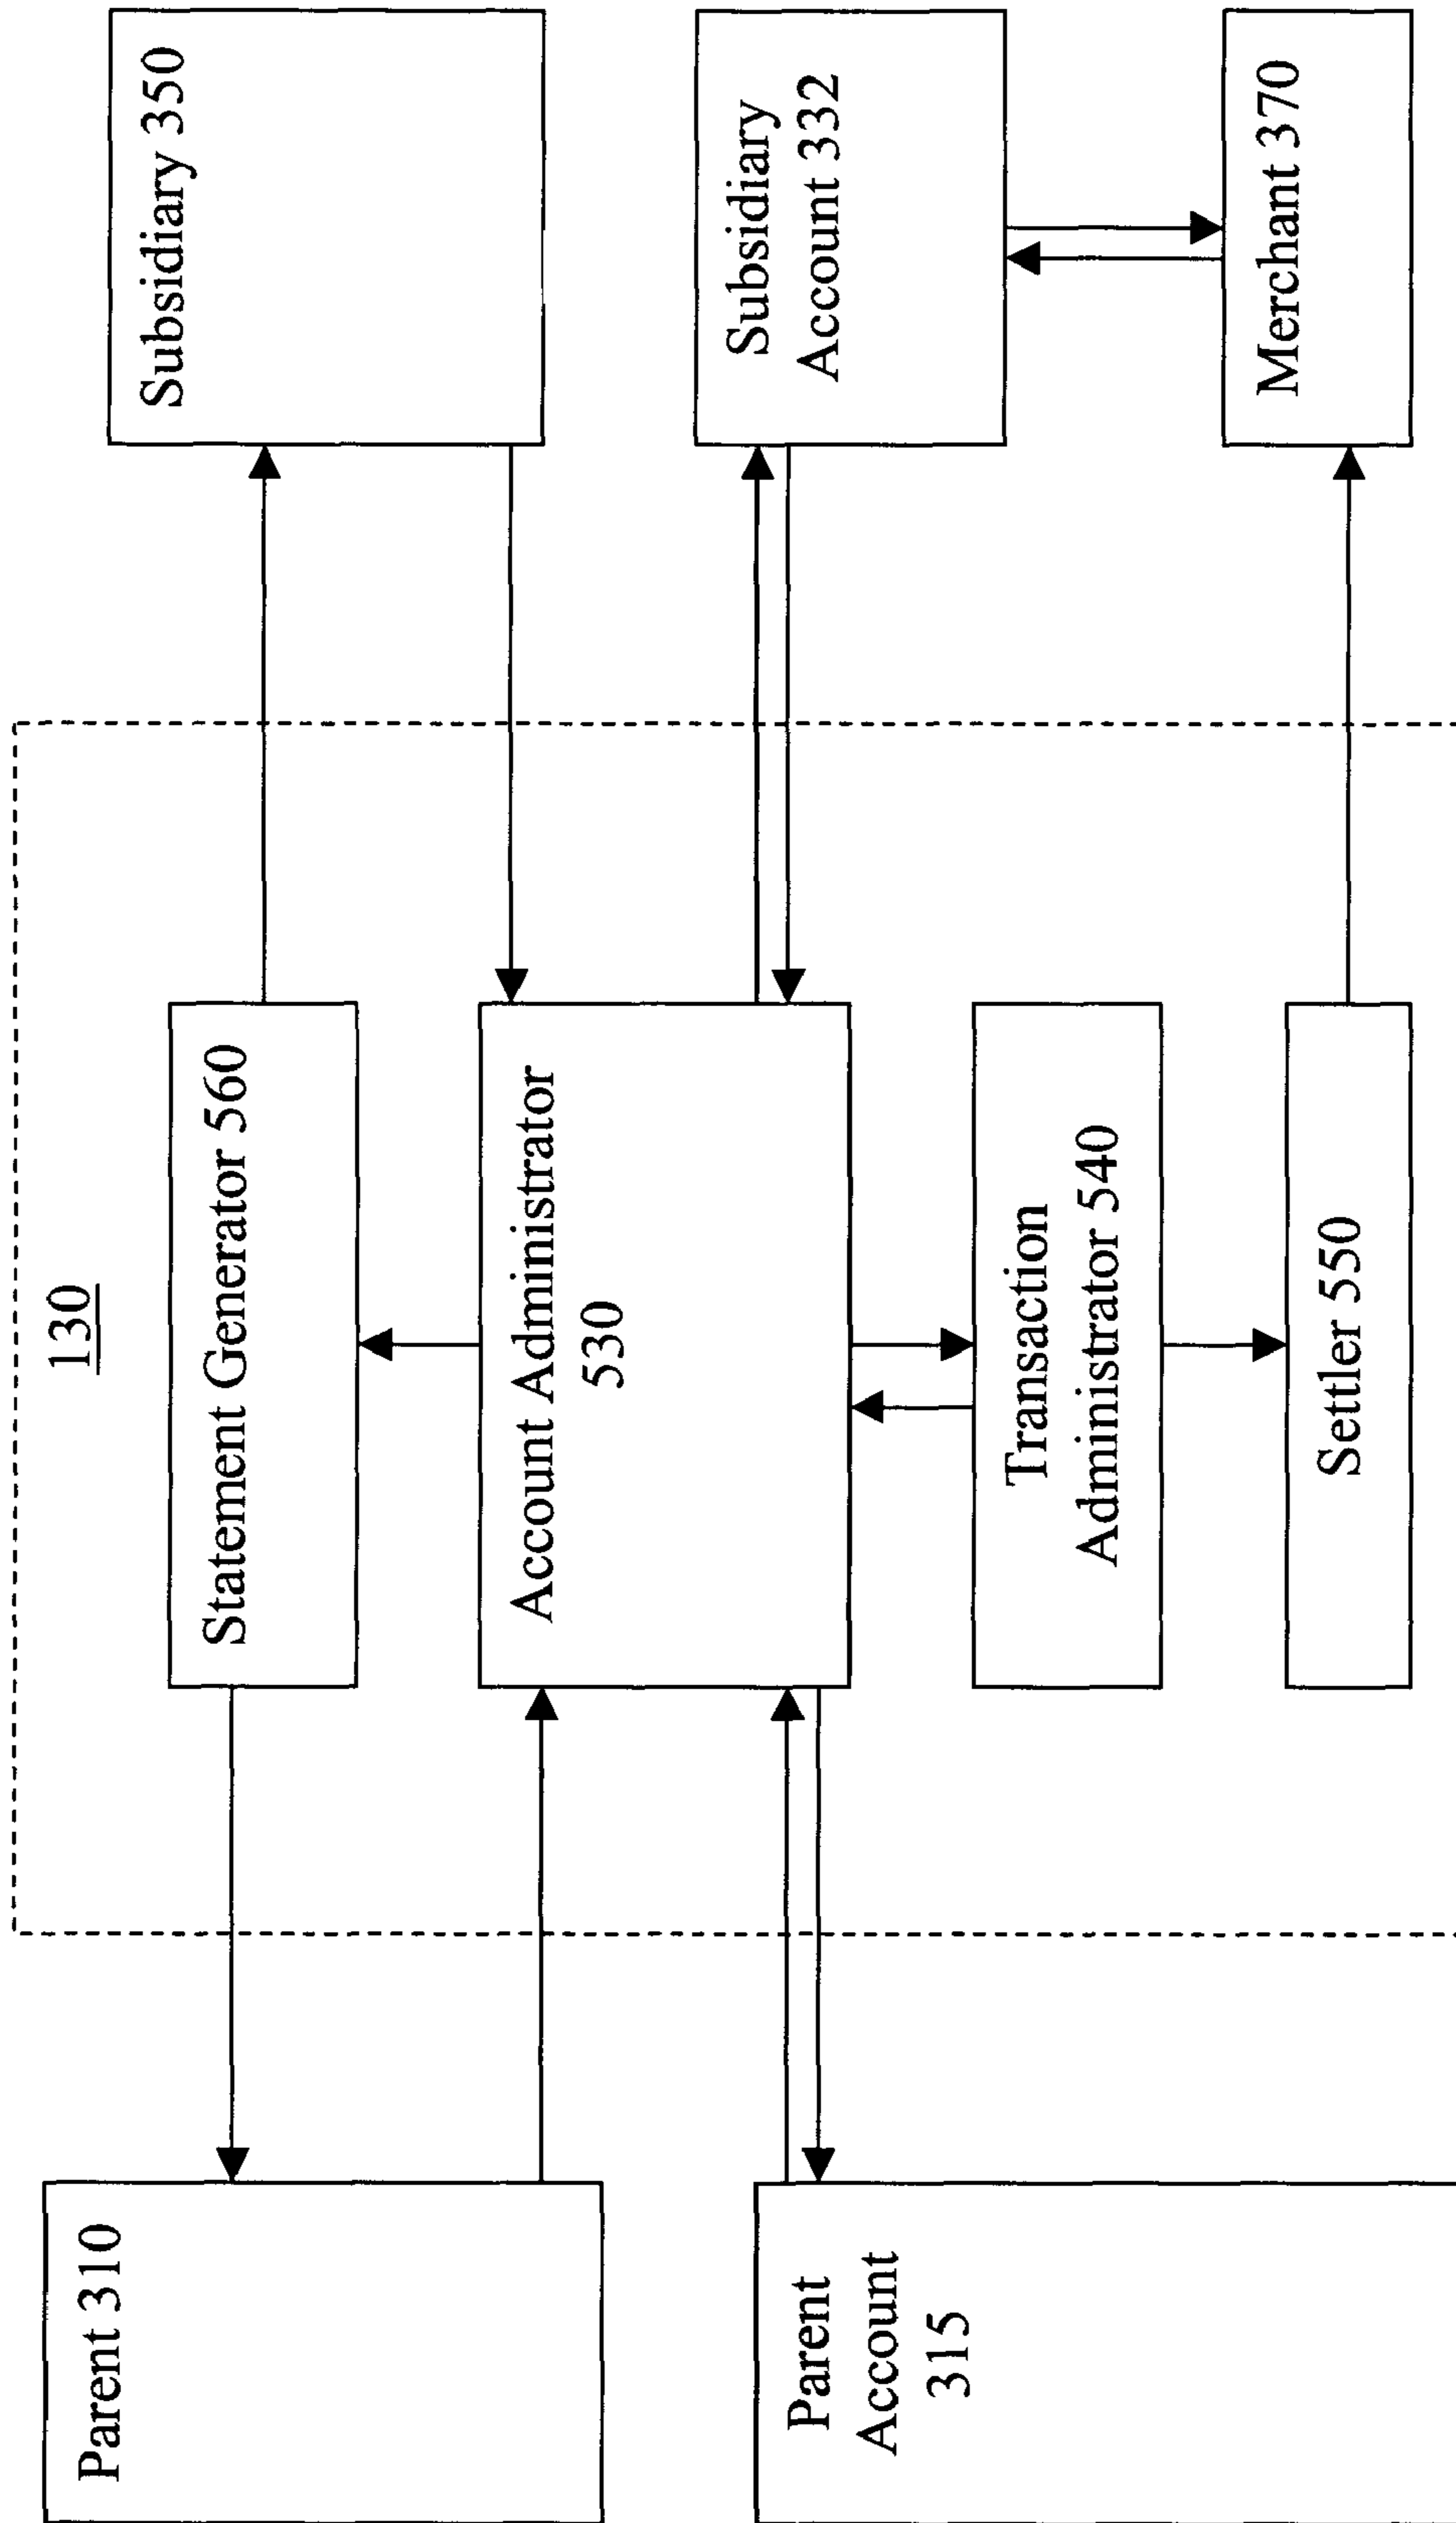 130
Parent 310
Statement Generator 560
Subsidiary 350
Account Administrator
530
Parent
Account
315
Subsidiary
Account 332
Transaction
Administrator 540
Settler 550
Merchant 370